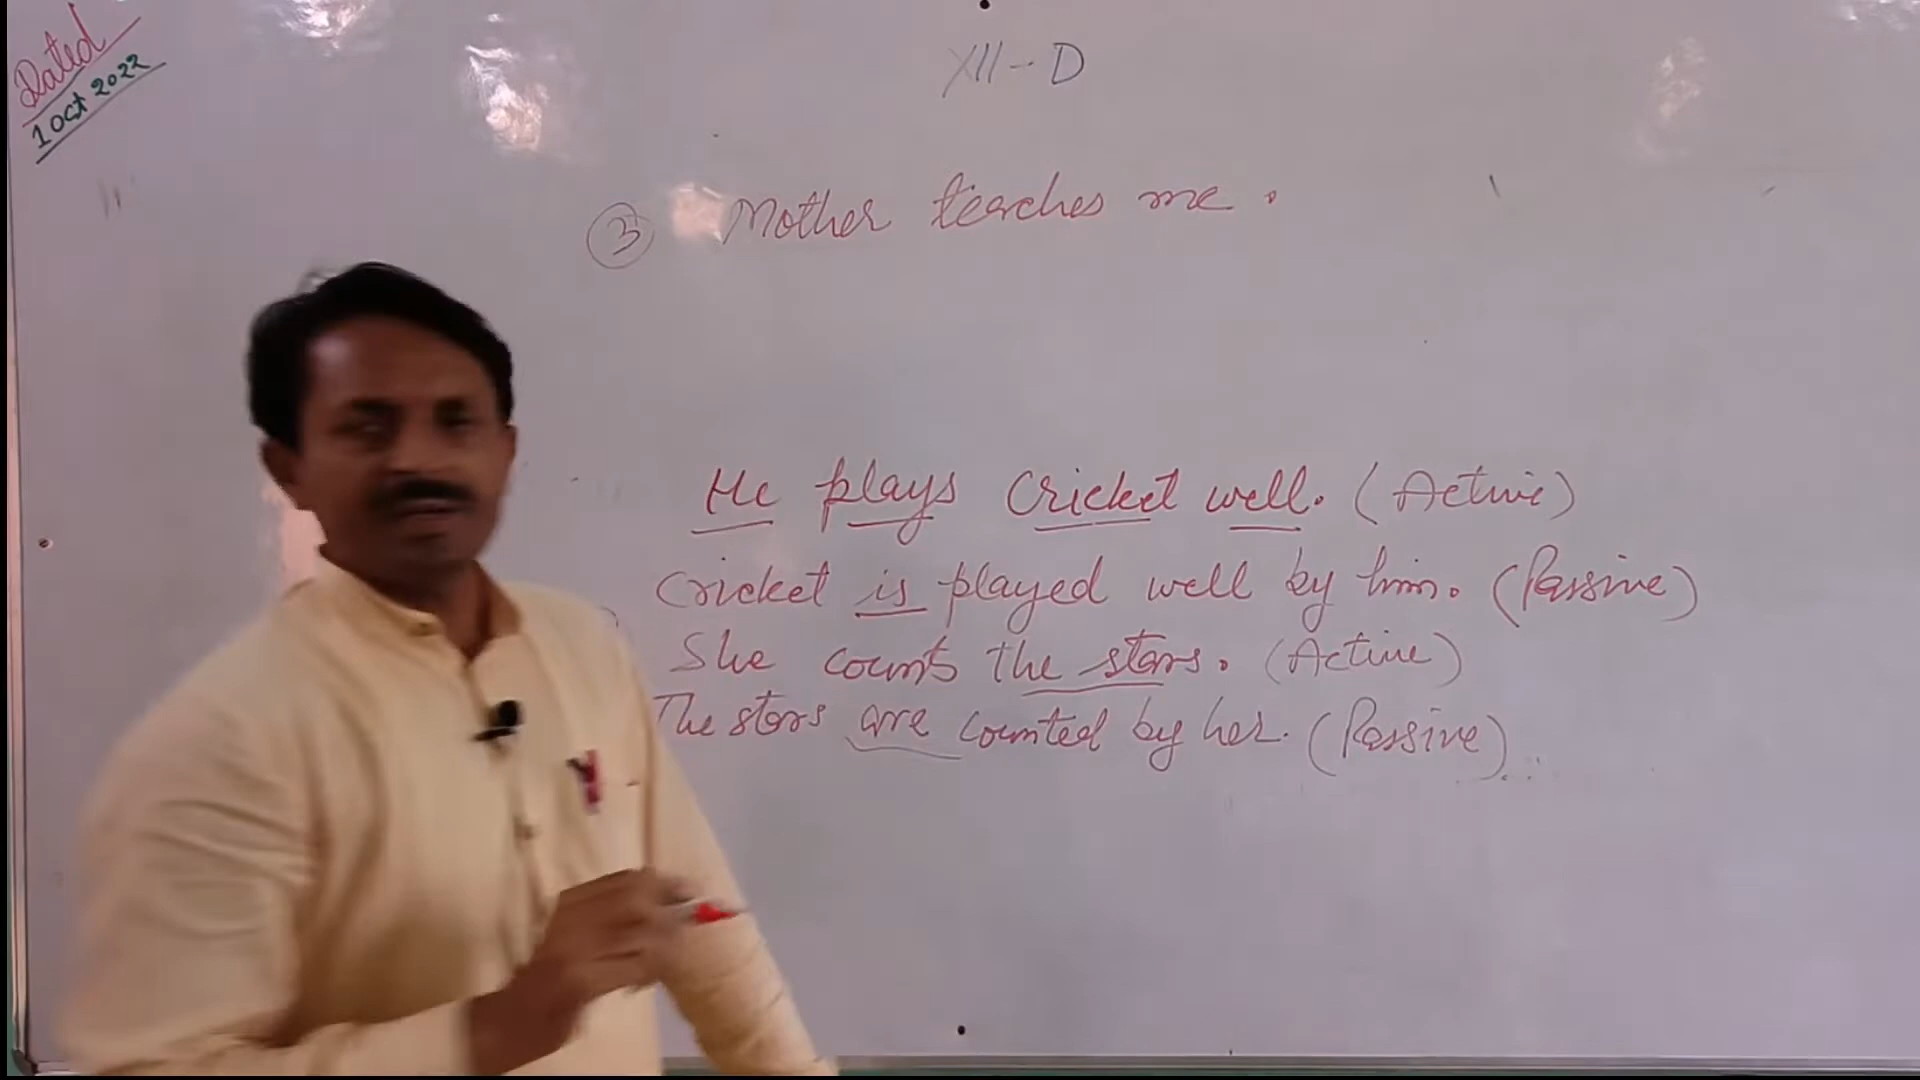 Dated
1 Oct 2022
XII-D
3 Mother teaches me.
He plays Cricket well. (Active)
Cricket is played well by him. (Passive)
She counts the stars. (Active)
The stars are counted by her. (Passive)